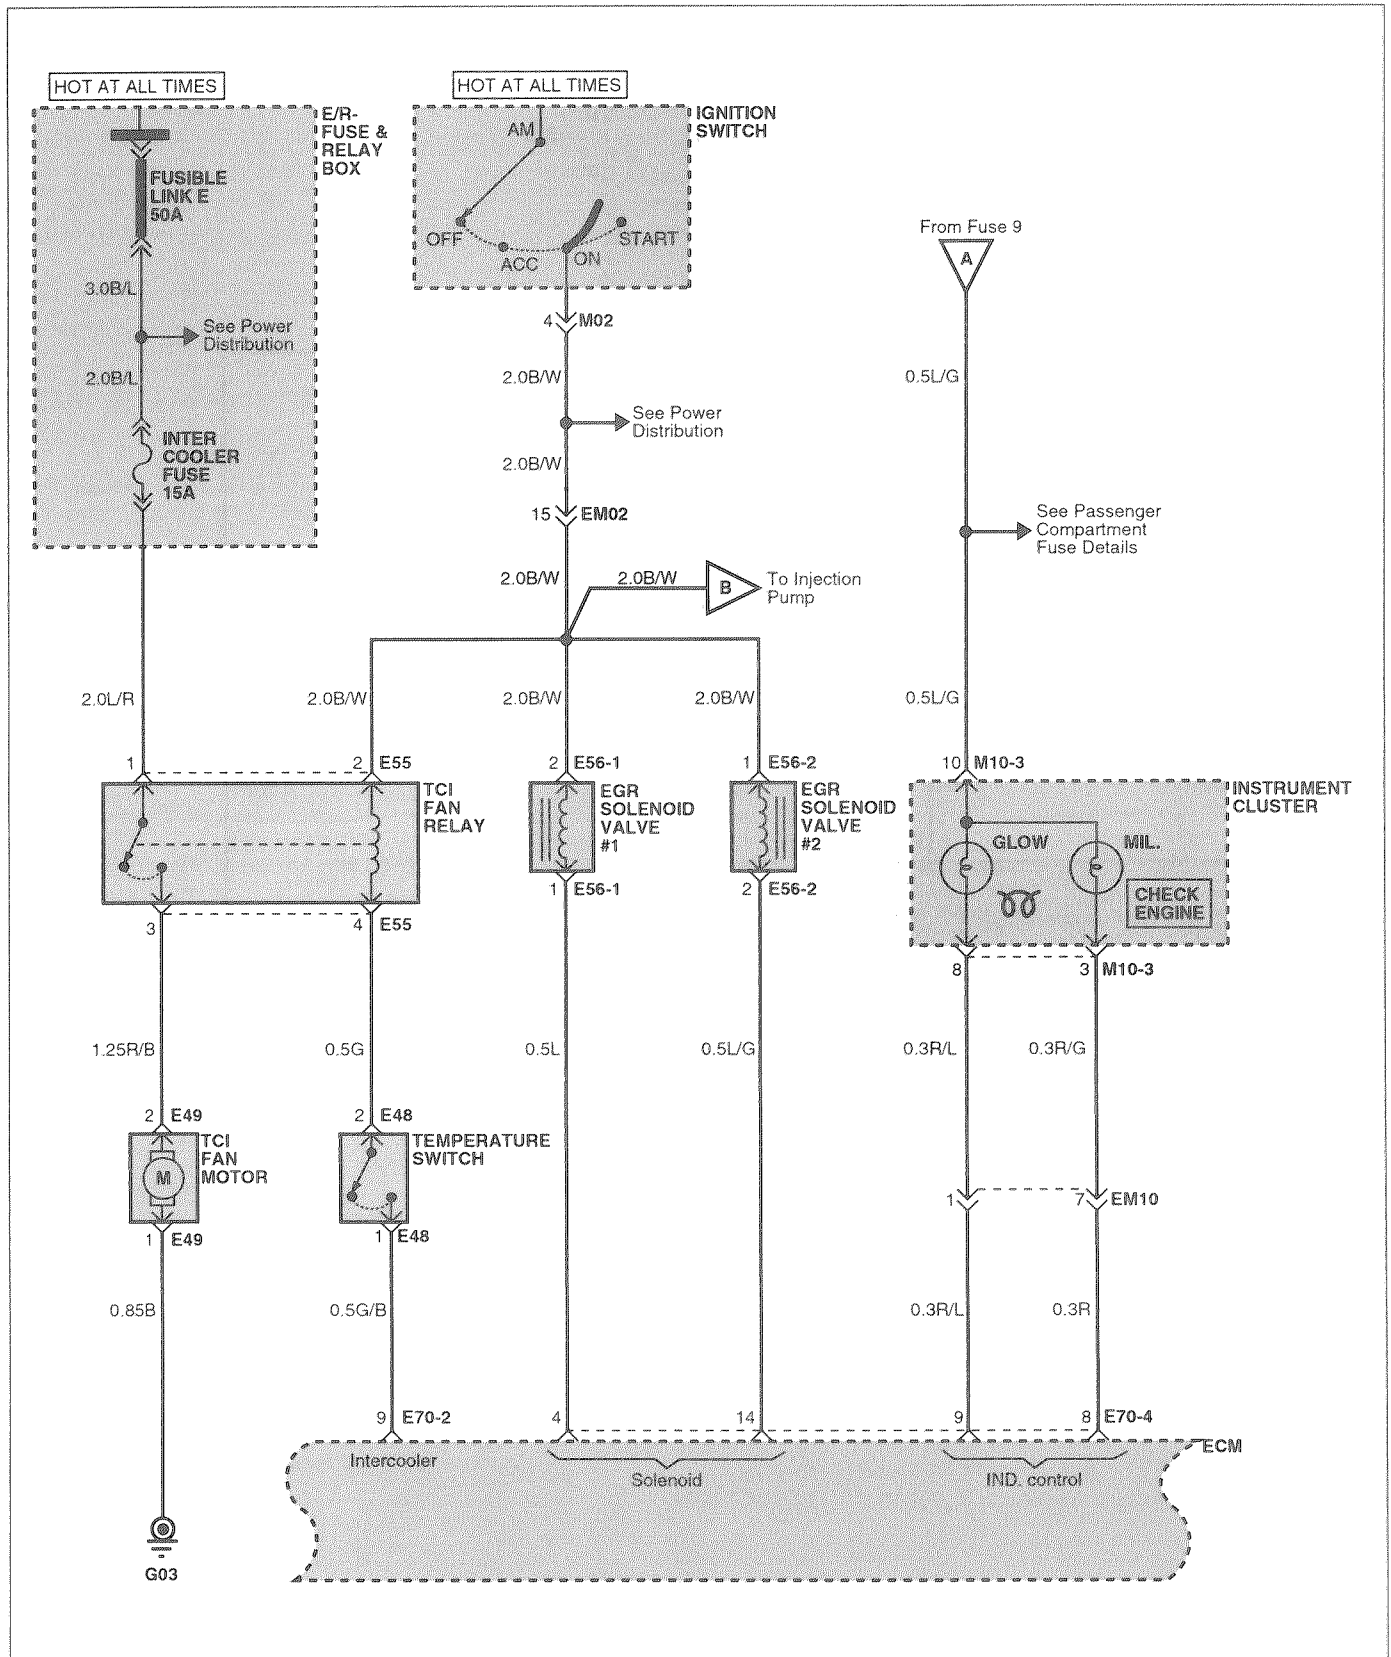 HOT AT ALL TIMES
HOT AT ALL TIMES
E/R-
FUSE &
RELAY
BOX
FUSIBLE
LINK E
50A
3.0B/L
See Power
Distribution
2.0B/L
INTER
COOLER
FUSE
15A
IGNITION
SWITCH
AM
OFF
ACC
ON
START
4 M02
2.0B/W
See Power
Distribution
2.0B/W
15 EM02
2.0B/W
2.0B/W
B
To Injection
Pump
From Fuse 9
A
0.5L/G
See Passenger
Compartment
Fuse Details
2.0L/R
2.0B/W
2.0B/W
2.0B/W
0.5L/G
1
2 E55
2 E56-1
1 E56-2
10 M10-3
TCI
FAN
RELAY
EGR
SOLENOID
VALVE
#1
EGR
SOLENOID
VALVE
#2
INSTRUMENT
CLUSTER
GLOW
MIL.
CHECK
ENGINE
3
4 E55
1 E56-1
2 E56-2
8
3 M10-3
1.25R/B
0.5G
0.5L
0.5L/G
0.3R/L
0.3R/G
2 E49
2 E48
TCI
FAN
MOTOR
M
TEMPERATURE
SWITCH
1
7 EM10
1 E49
1 E48
0.85B
0.5G/B
0.3R/L
0.3R
9 E70-2
4
14
9
8 E70-4
ECM
Intercooler
Solenoid
IND. control
G03